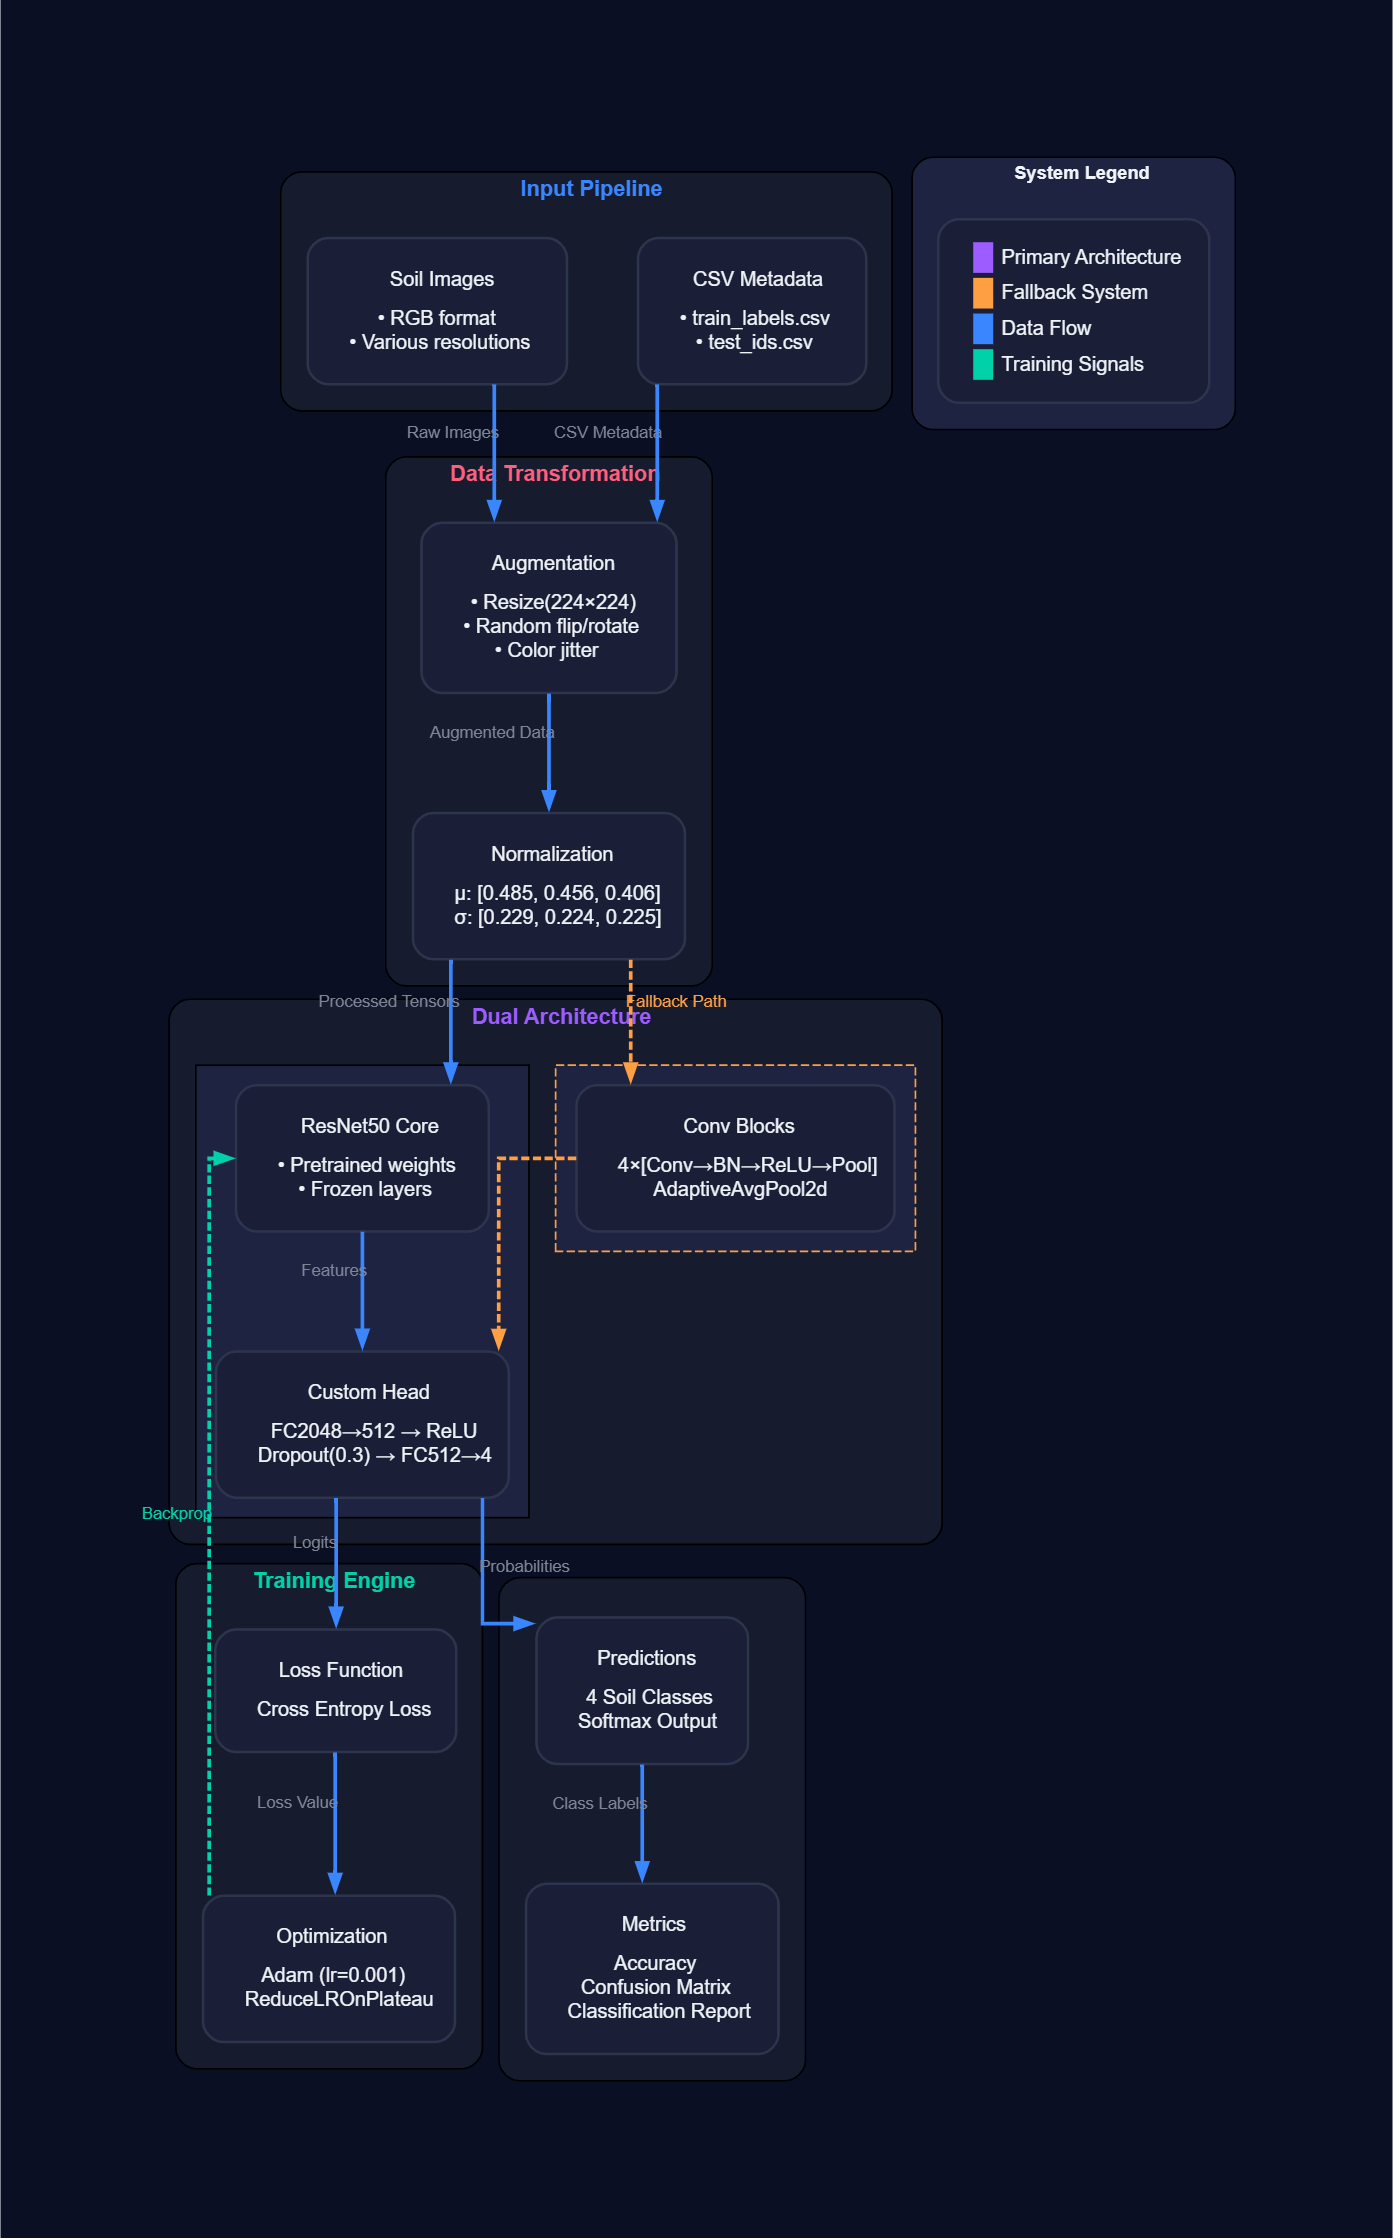 Input Pipeline
Soil Images
• RGB format
• Various resolutions
CSV Metadata
• train_labels.csv
• test_ids.csv
System Legend
Primary Architecture
Fallback System
Data Flow
Training Signals
Raw Images
CSV Metadata
Data Transformation
Augmentation
• Resize(224×224)
• Random flip/rotate
• Color jitter
Augmented Data
Normalization
μ: [0.485, 0.456, 0.406]
σ: [0.229, 0.224, 0.225]
Processed Tensors
Fallback Path
Dual Architecture
ResNet50 Core
• Pretrained weights
• Frozen layers
Conv Blocks
4×[Conv→BN→ReLU→Pool]
AdaptiveAvgPool2d
Features
Custom Head
FC2048→512 → ReLU
Dropout(0.3) → FC512→4
Backprop
Logits
Probabilities
Training Engine
Loss Function
Cross Entropy Loss
Predictions
4 Soil Classes
Softmax Output
Loss Value
Class Labels
Optimization
Adam (lr=0.001)
ReduceLROnPlateau
Metrics
Accuracy
Confusion Matrix
Classification Report